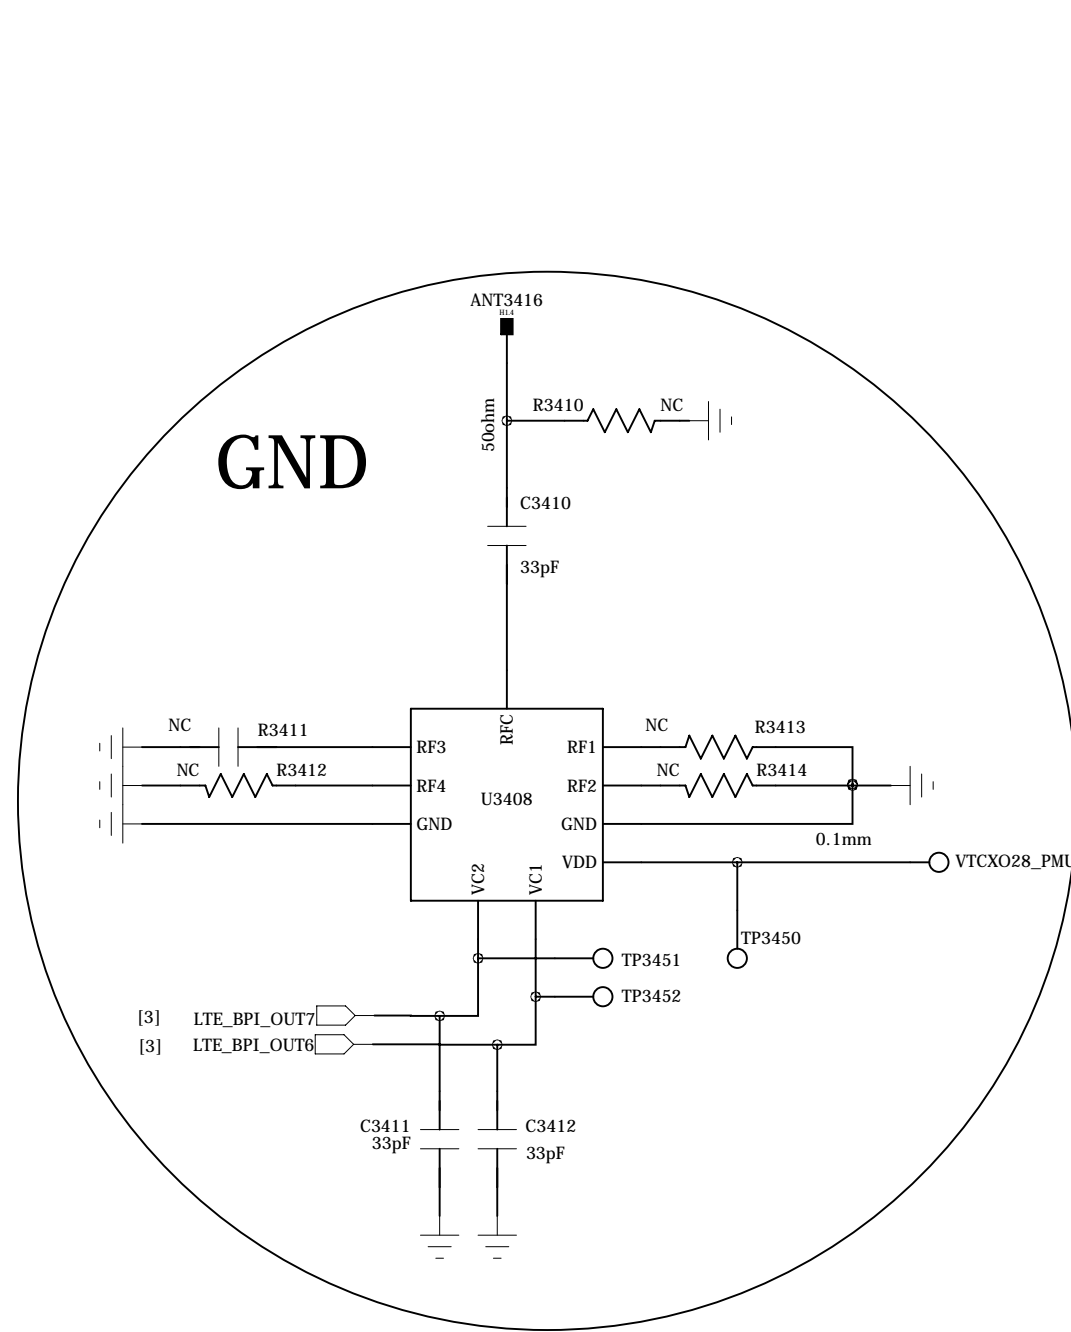 ANT3416
H1.4
50ohm
R3410
NC
GND
C3410
33pF
NC
R3411
RF3
RFC
RF1
NC
R3413
NC
R3412
RF4
U3408
RF2
NC
R3414
GND
GND
0.1mm
VC2
VC1
VDD
VTCXO28_PMU
TP3450
TP3451
TP3452
[3] LTE_BPI_OUT7
[3] LTE_BPI_OUT6
C3411
33pF
C3412
33pF